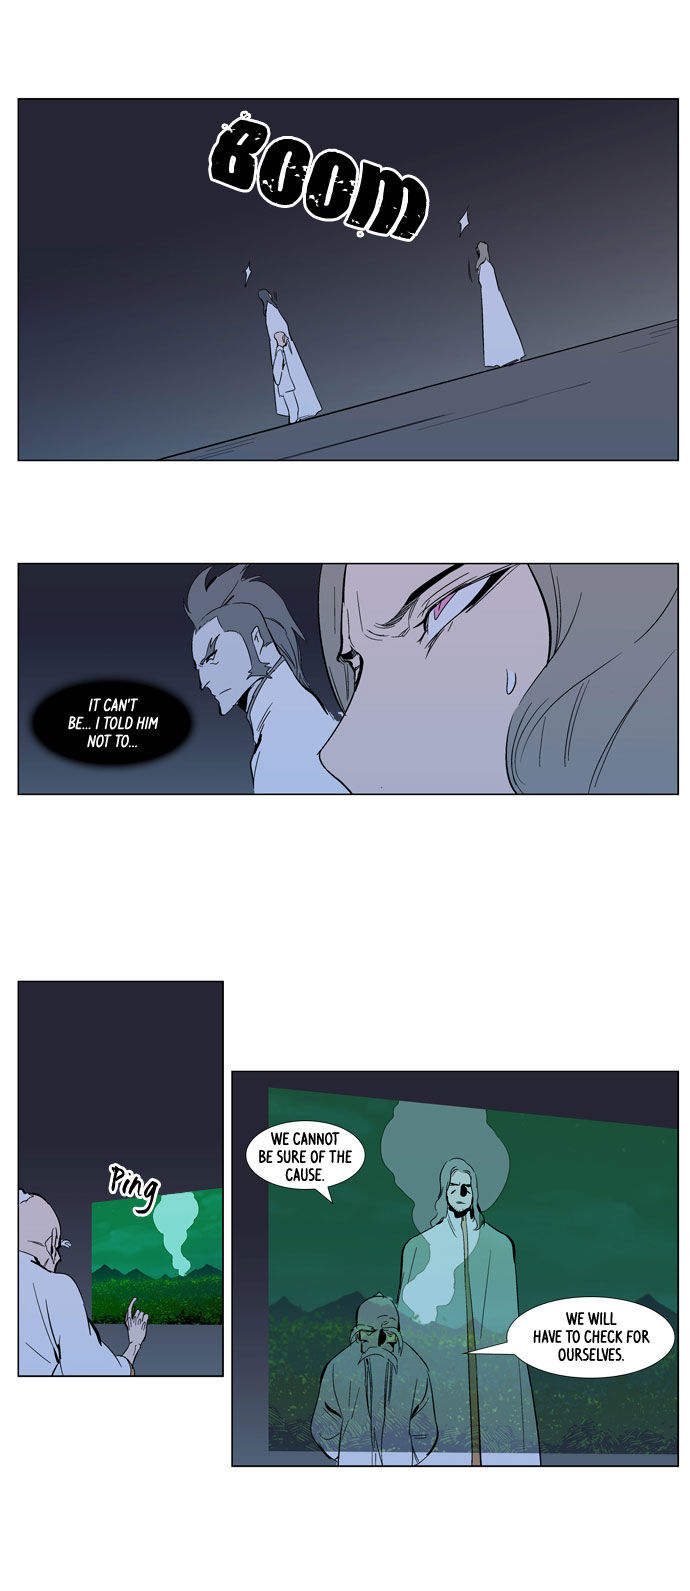 BOOM
IT CAN'T
BE... I TOLD HIM
NOT TO...
Ping
WE CANNOT
BE SURE OF THE
CAUSE.
WE WILL
HAVE TO CHECK FOR
OURSELVES.